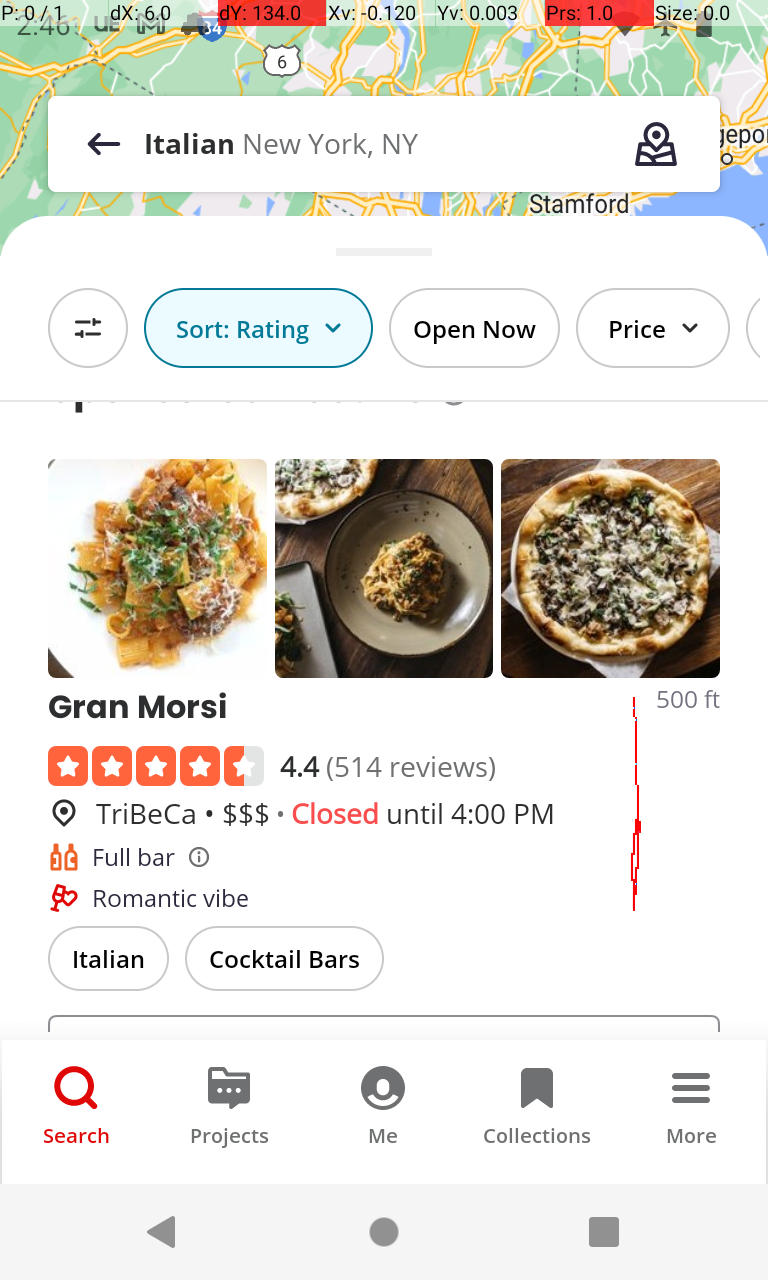 P: 0 / 1 dX: 6.0 dY: 134.0 Xv: -0.120 Yv: 0.003 Prs: 1.0 Size: 0.0
2:46
6
Italian New York, NY
Stamford
Sort: Rating Open Now Price
Gran Morsi 500 ft
4.4 (514 reviews)
TriBeCa • $$$ • Closed until 4:00 PM
Full bar
Romantic vibe
Italian Cocktail Bars
Search Projects Me Collections More